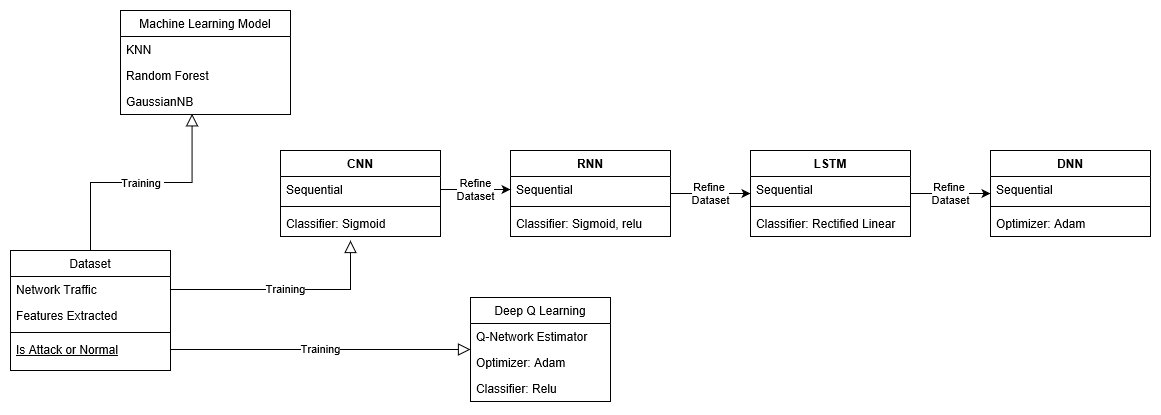 Machine Learning Model
KNN
Random Forest
GaussianNB
Training
CNN
Sequential
Classifier: Sigmoid
Refine
Dataset
RNN
Sequential
Classifier: Sigmoid, relu
Refine
Dataset
LSTM
Sequential
Classifier: Rectified Linear
Refine
Dataset
DNN
Sequential
Optimizer: Adam
Dataset
Network Traffic
Features Extracted
Is Attack or Normal
Training
Training
Deep Q Learning
Q-Network Estimator
Optimizer: Adam
Classifier: Relu